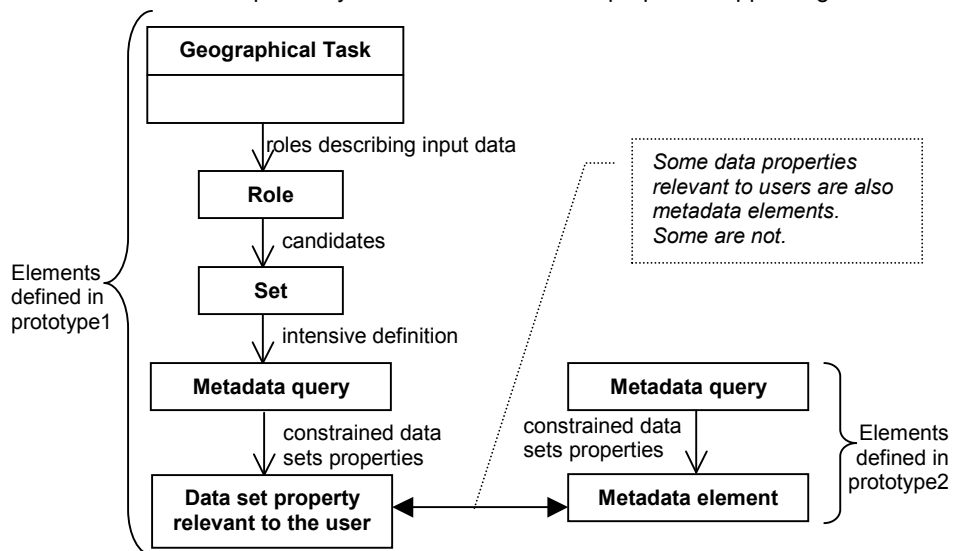 Geographical Task
roles describing input data
Role
candidates
Set
intensive definition
Metadata query
constrained data
sets properties
Data set property
relevant to the user
Elements
defined in
prototype1
Some data properties
relevant to users are also
metadata elements.
Some are not.
Metadata query
constrained data
sets properties
Metadata element
Elements
defined in
prototype2